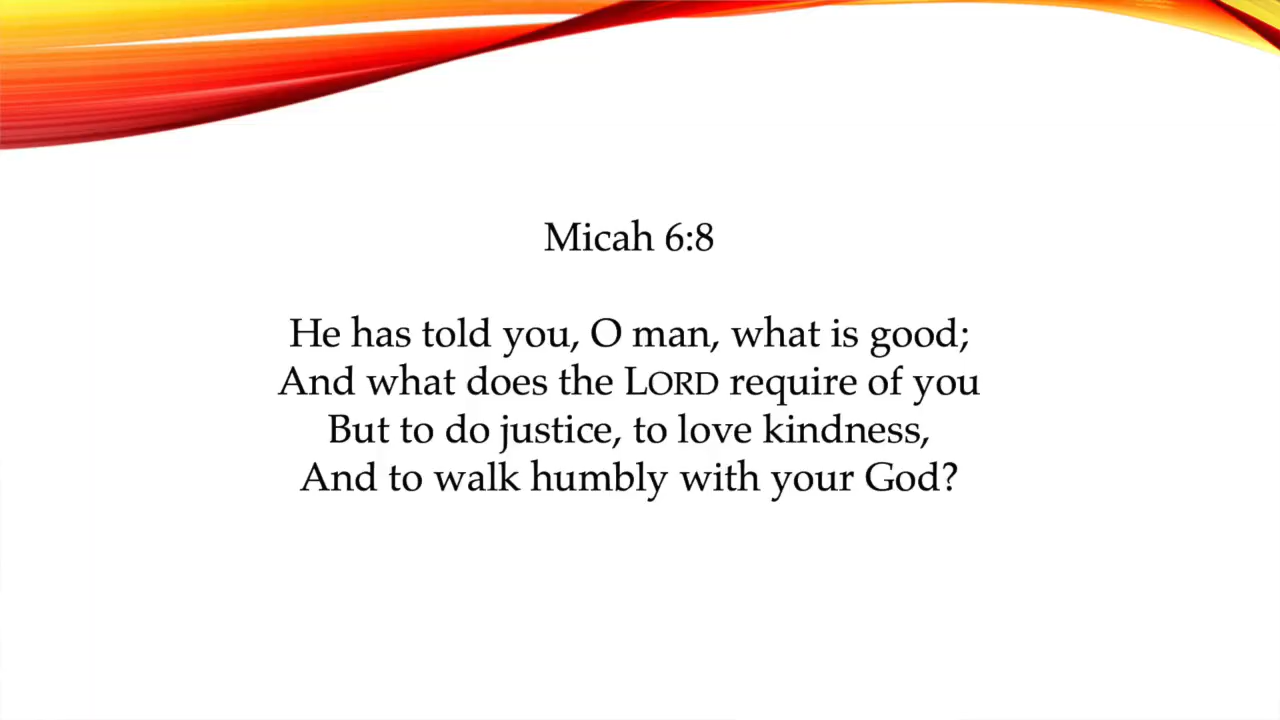 Micah 6:8
He has told you, O man, what is good;
And what does the LORD require of you
But to do justice, to love kindness,
And to walk humbly with your God?